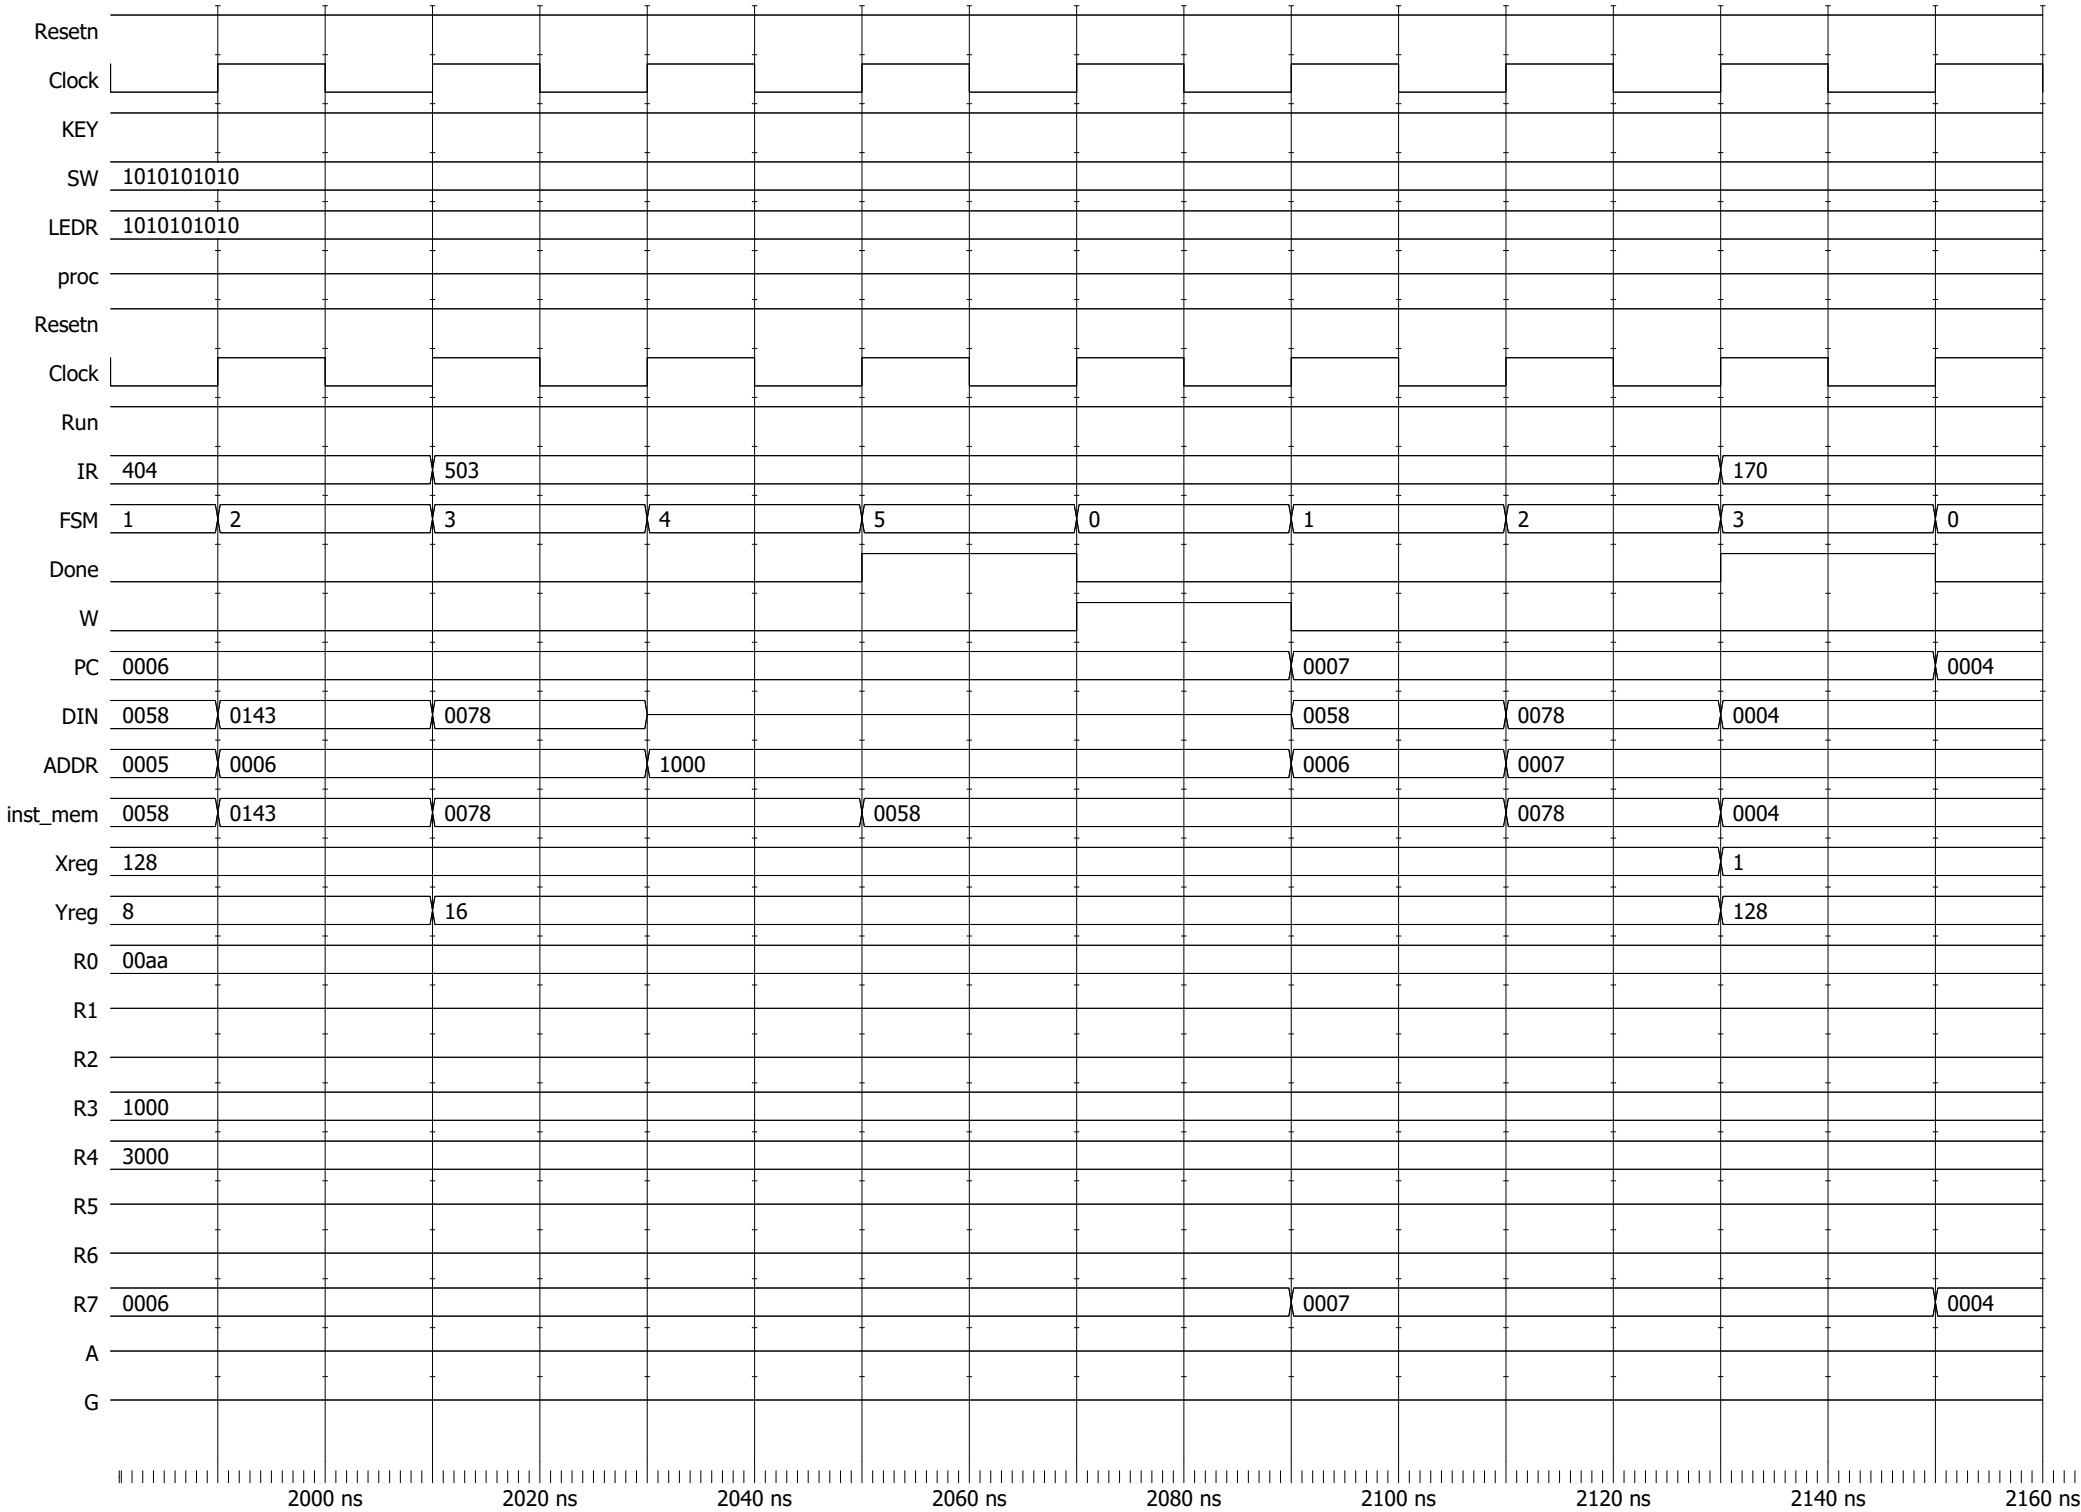 Resetn
Clock
KEY
SW 1010101010
LEDR 1010101010
proc
Resetn
Clock
Run
IR 404 503 170
FSM 1 2 3 4 5 0 1 2 3 0
Done
W
PC 0006 0007 0004
DIN 0058 0143 0078 0058 0078 0004
ADDR 0005 0006 1000 0006 0007
inst_mem 0058 0143 0078 0058 0078 0004
Xreg 128 1
Yreg 8 16 128
R0 00aa
R1
R2
R3 1000
R4 3000
R5
R6
R7 0006 0007 0004
A
G
2000 ns 2020 ns 2040 ns 2060 ns 2080 ns 2100 ns 2120 ns 2140 ns 2160 ns